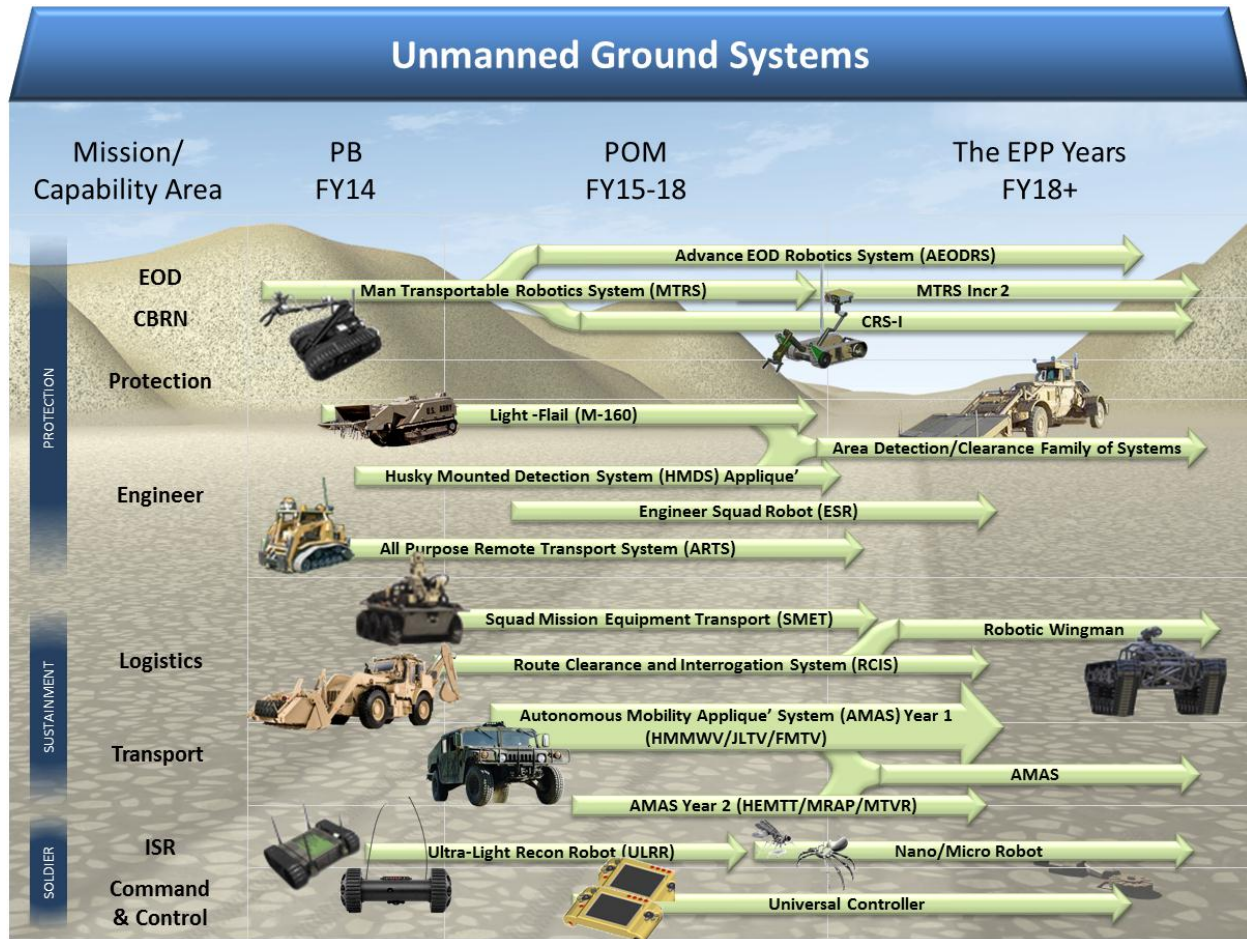 Unmanned Ground Systems
Mission/
Capability Area
PB
FY14
POM
FY15-18
The EPP Years
FY18+
PROTECTION
EOD
CBRN
Protection
Engineer
Advance EOD Robotics System (AEODRS)
Man Transportable Robotics System (MTRS)
MTRS Incr 2
CRS-I
U.S. ARMY
Light -Flail (M-160)
Area Detection/Clearance Family of Systems
Husky Mounted Detection System (HMDS) Applique’
Engineer Squad Robot (ESR)
All Purpose Remote Transport System (ARTS)
SUSTAINMENT
Logistics
Transport
Squad Mission Equipment Transport (SMET)
Robotic Wingman
Route Clearance and Interrogation System (RCIS)
Autonomous Mobility Applique’ System (AMAS) Year 1
(HMMWV/JLTV/FMTV)
AMAS
AMAS Year 2 (HEMTT/MRAP/MTVR)
SOLDIER
ISR
Command
& Control
Ultra-Light Recon Robot (ULRR)
Nano/Micro Robot
Universal Controller